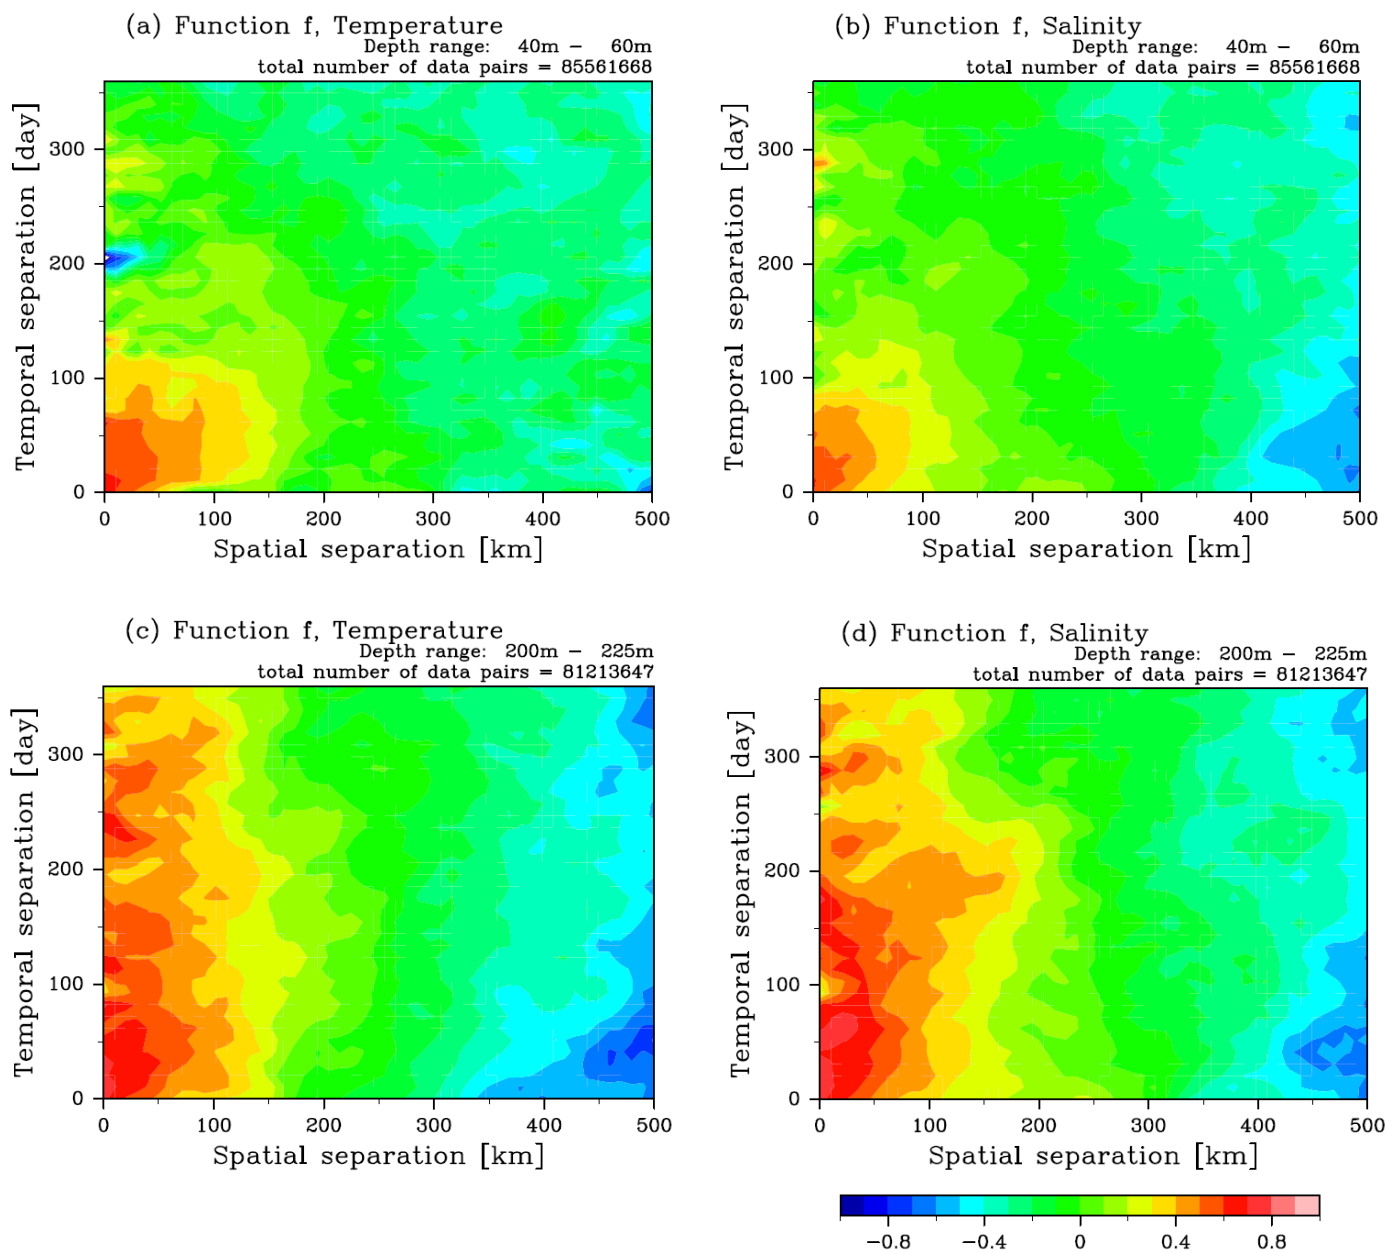 (a) Function f, Temperature
Depth range: 40m − 60m
total number of data pairs = 85561668
(b) Function f, Salinity
Depth range: 40m − 60m
total number of data pairs = 85561668
Temporal separation [day]
300
200
100
0
0 100 200 300 400 500
Spatial separation [km]
Temporal separation [day]
300
200
100
0
0 100 200 300 400 500
Spatial separation [km]
(c) Function f, Temperature
Depth range: 200m − 225m
total number of data pairs = 81213647
(d) Function f, Salinity
Depth range: 200m − 225m
total number of data pairs = 81213647
Temporal separation [day]
300
200
100
0
0 100 200 300 400 500
Spatial separation [km]
Temporal separation [day]
300
200
100
0
0 100 200 300 400 500
Spatial separation [km]
−0.8 −0.4 0 0.4 0.8